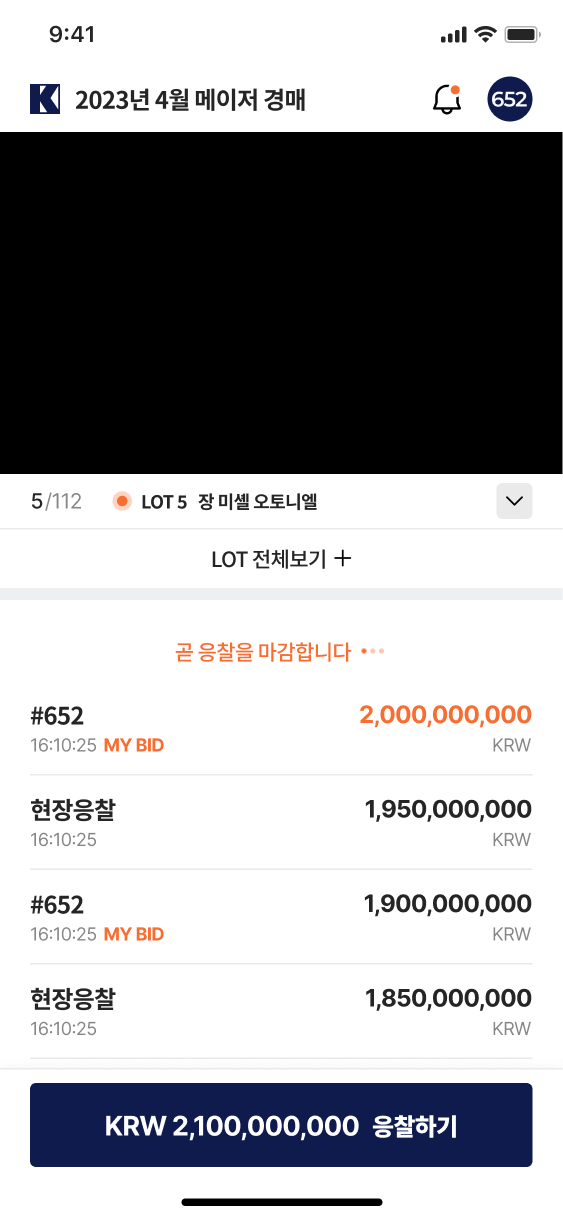 9:41
2023년 4월 메이저 경매
652
5/112
LOT 5 장 미셸 오토니엘
LOT 전체보기 +
곧 응찰을 마감합니다
#652 2,000,000,000
16:10:25 MY BID KRW
현장응찰 1,950,000,000
16:10:25 KRW
#652 1,900,000,000
16:10:25 MY BID KRW
현장응찰 1,850,000,000
16:10:25 KRW
KRW 2,100,000,000 응찰하기